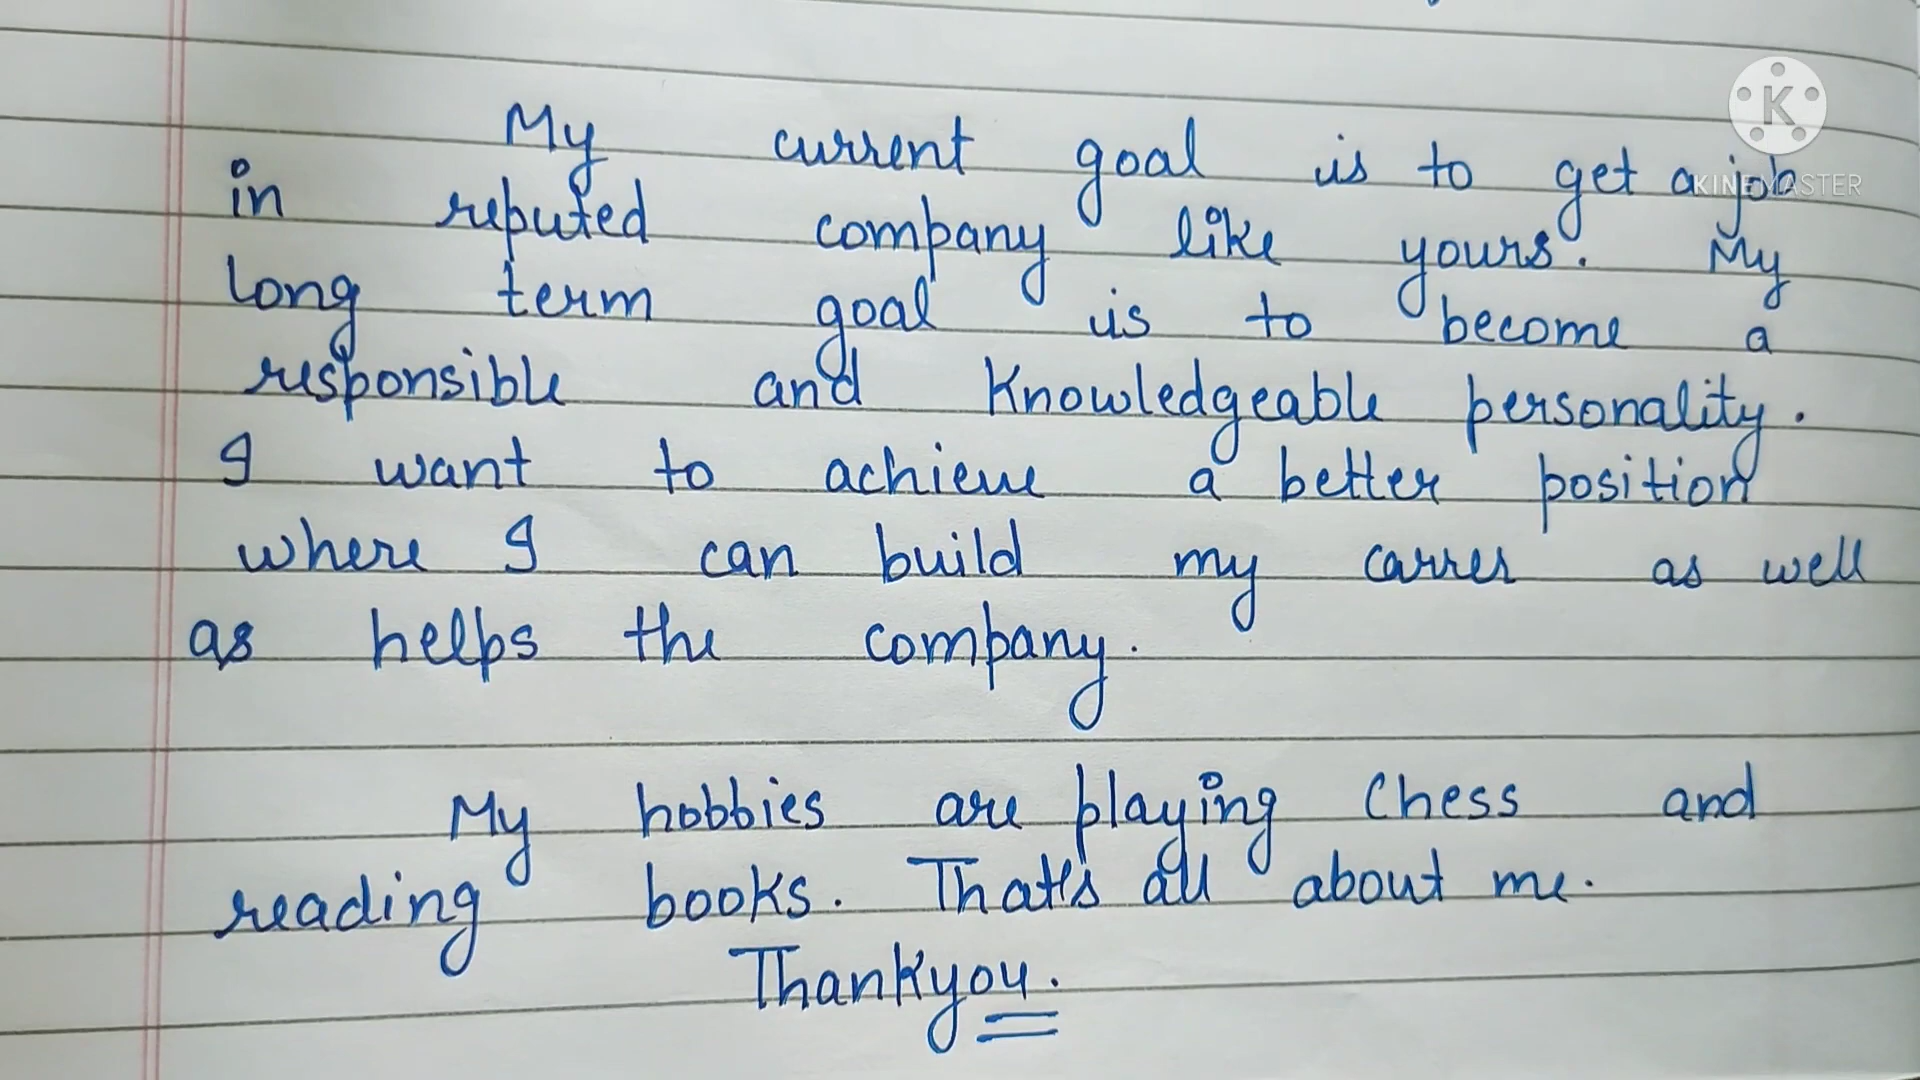 My current goal is to get a job
in reputed company like yours. My
long term goal is to become a
responsible and Knowledgeable personality.
I want to achieve a better position
where I can build my carrer as well
as helps the company.
My hobbies are playing Chess and
reading books. That's all about me.
Thankyou.
K
KINEMASTER